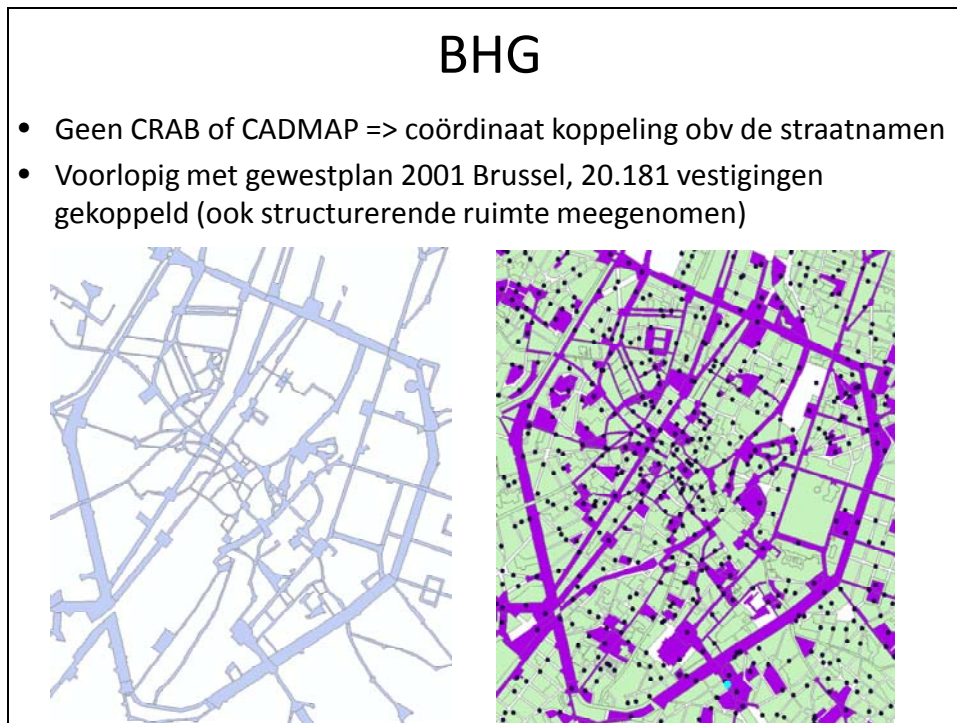 BHG
• Geen CRAB of CADMAP => coördinaat koppeling obv de straatnamen
• Voorlopig met gewestplan 2001 Brussel, 20.181 vestigingen
gekoppeld (ook structurerende ruimte meegenomen)